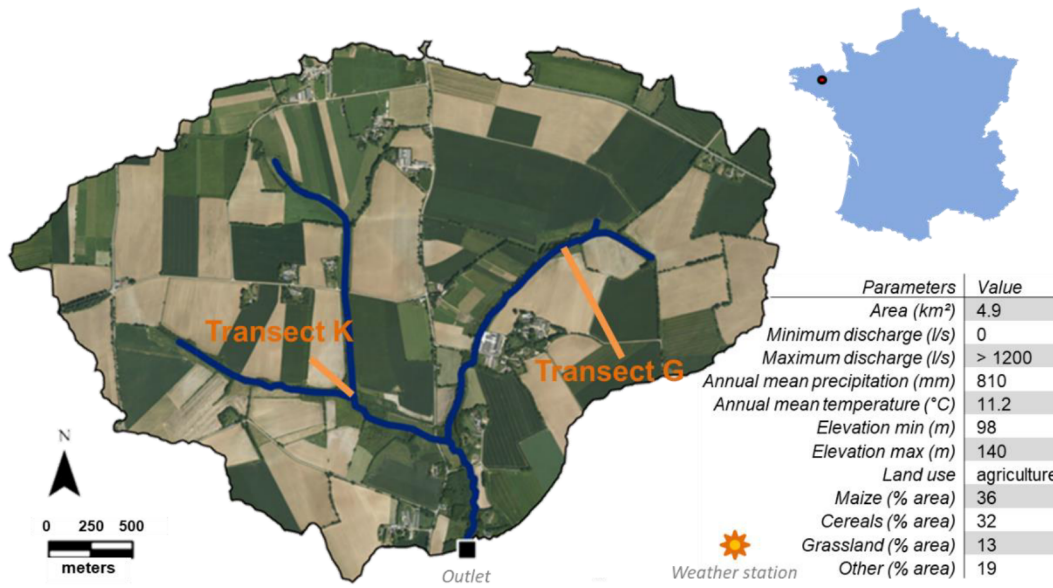 Transect K
Transect G
N
0 250 500
meters
Outlet
Weather station
Parameters Value
Area (km²) 4.9
Minimum discharge (l/s) 0
Maximum discharge (l/s) > 1200
Annual mean precipitation (mm) 810
Annual mean temperature (°C) 11.2
Elevation min (m) 98
Elevation max (m) 140
Land use agriculture
Maize (% area) 36
Cereals (% area) 32
Grassland (% area) 13
Other (% area) 19